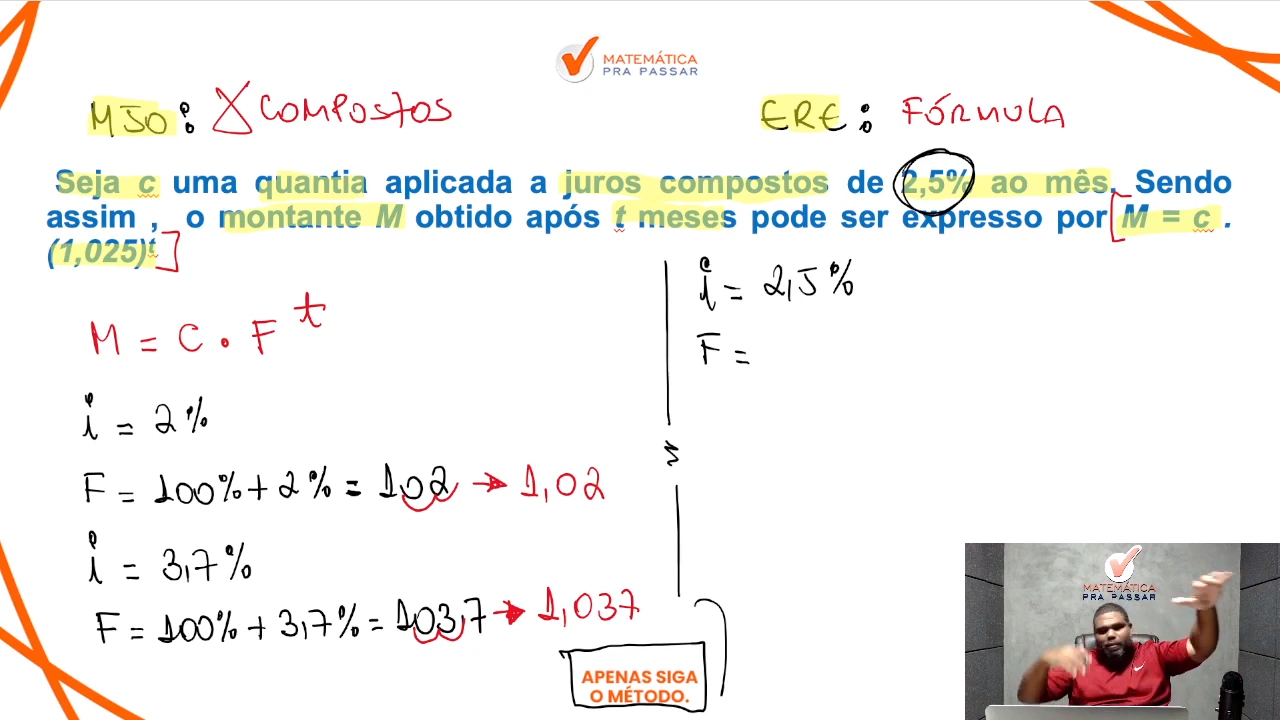 MATEMÁTICA
PRA PASSAR
MJO: COMPOSTOS
ERE: FÓRMULA
Seja c uma quantia aplicada a juros compostos de 2,5% ao mês. Sendo
assim , o montante M obtido após t meses pode ser expresso por M = c .
(1,025)t
M = C . F t
i = 2%
F = 100% + 2% = 102 → 1,02
i = 3,7%
F = 100% + 3,7% = 103,7 → 1,037
i = 2,5%
F =
APENAS SIGA
O MÉTODO.
MATEMÁTICA
PRA PASSAR